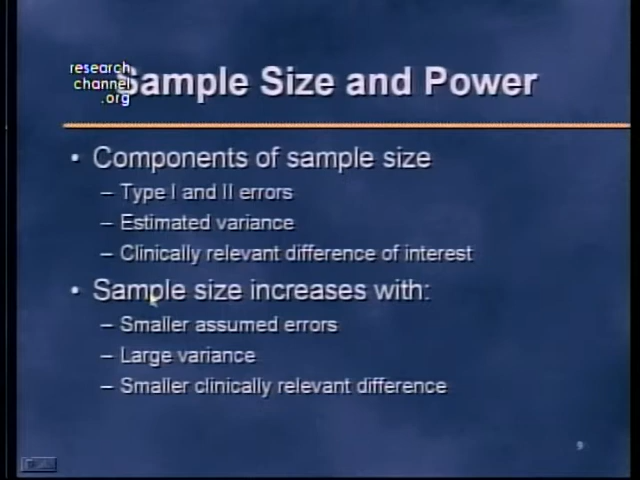 research
channel
.org
Sample Size and Power
• Components of sample size
– Type I and II errors
– Estimated variance
– Clinically relevant difference of interest
• Sample size increases with:
– Smaller assumed errors
– Large variance
– Smaller clinically relevant difference
9